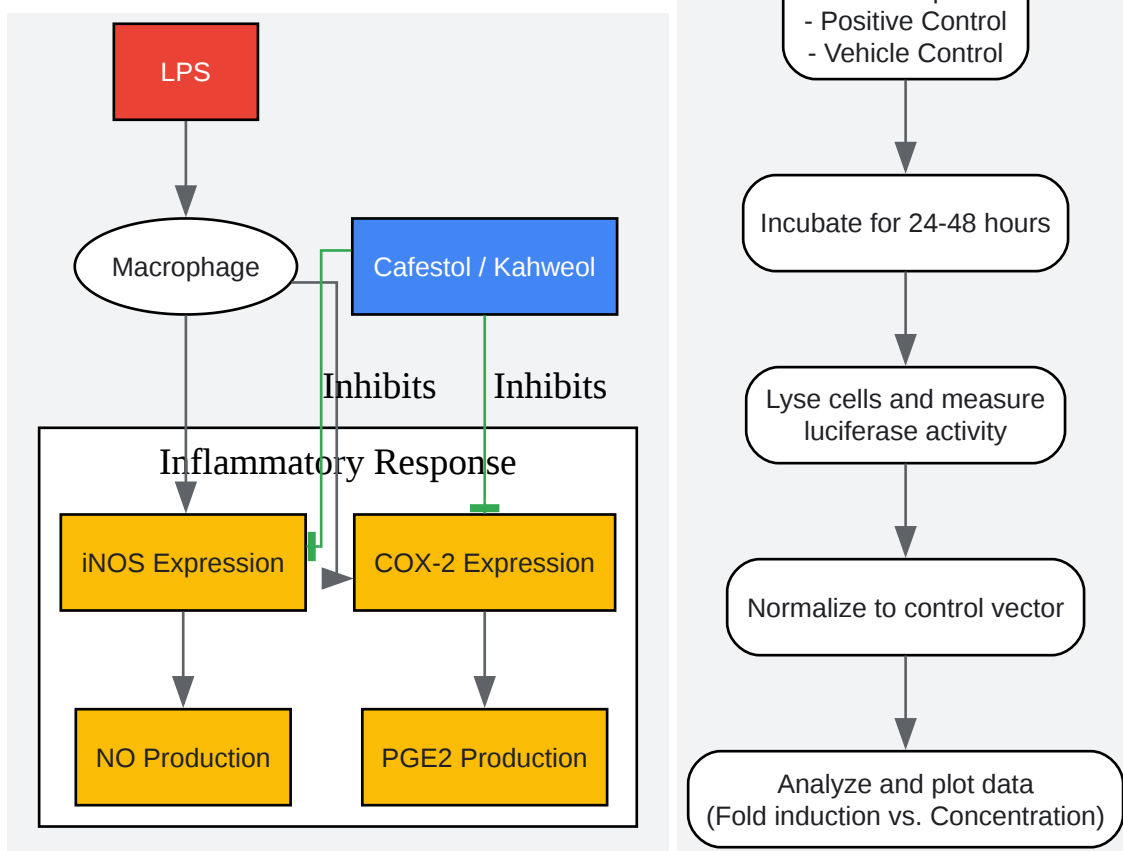 LPS
Macrophage
Cafestol / Kahweol
Inhibits
Inhibits
Inflammatory Response
iNOS Expression
COX-2 Expression
NO Production
PGE2 Production
- Positive Control
- Vehicle Control
Incubate for 24-48 hours
Lyse cells and measure
luciferase activity
Normalize to control vector
Analyze and plot data
(Fold induction vs. Concentration)